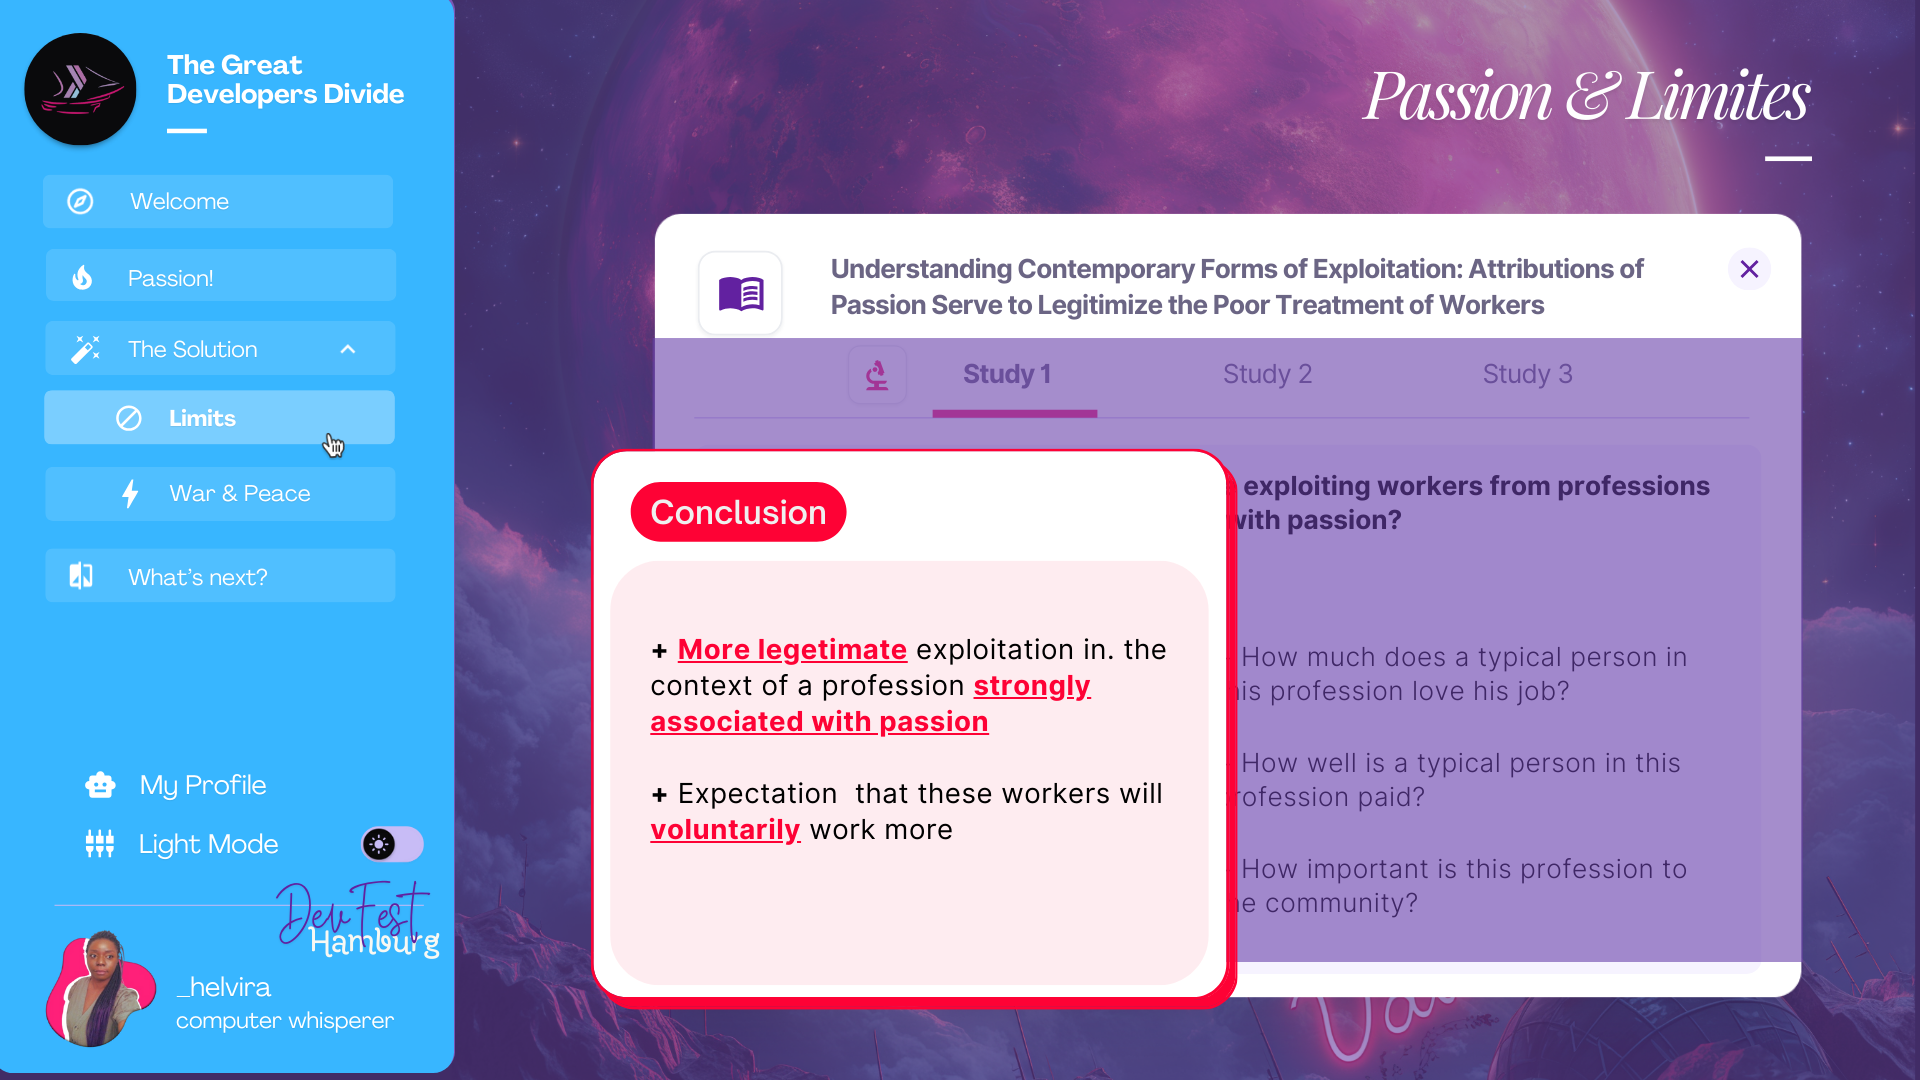 The Great
Developers Divide
Welcome
Passion!
The Solution
Limits
War & Peace
What's next?
My Profile
Light Mode
DevFest
Hamburg
_helvira
computer whisperer
Passion & Limites
Understanding Contemporary Forms of Exploitation: Attributions of
Passion Serve to Legitimize the Poor Treatment of Workers
Study 1 Study 2 Study 3
exploiting workers from professions
with passion?
How much does a typical person in
his profession love his job?
How well is a typical person in this
rofession paid?
How important is this profession to
e community?
Conclusion
+ More legetimate exploitation in. the
context of a profession strongly
associated with passion
+ Expectation that these workers will
voluntarily work more